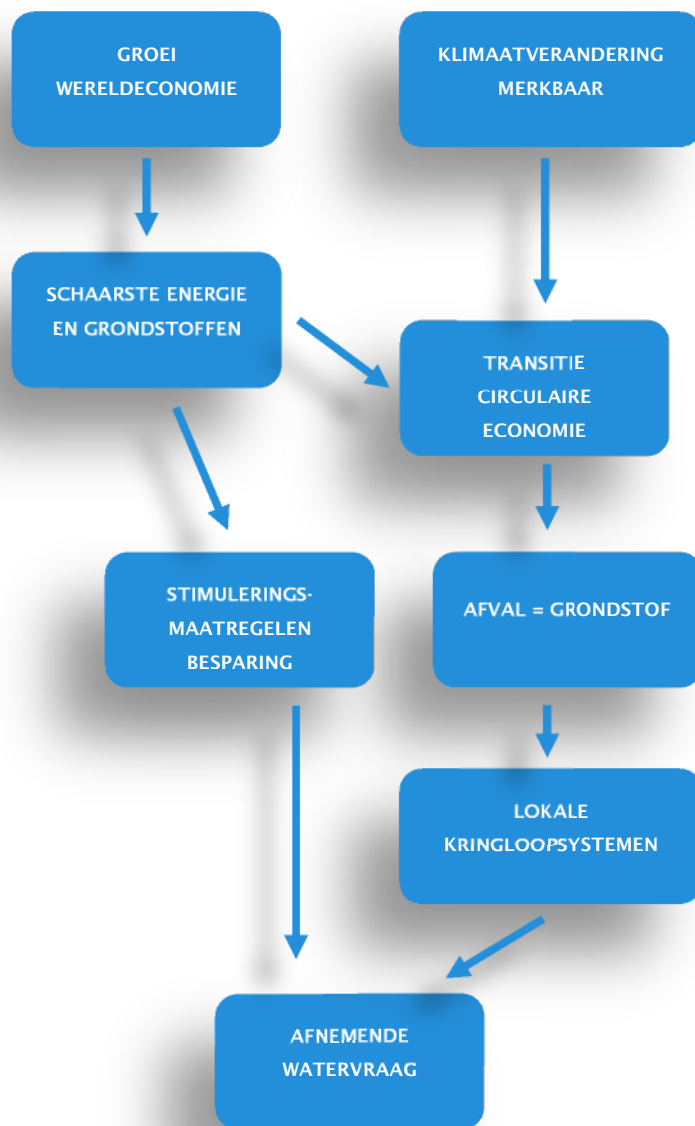 GROEI
WERELDECONOMIE
KLIMAATVERANDERING
MERKBAAR
SCHAARSTE ENERGIE
EN GRONDSTOFFEN
TRANSITIE
CIRCULAIRE
ECONOMIE
STIMULERINGS-
MAATREGELEN
BESPARING
AFVAL = GRONDSTOF
LOKALE
KRINGLOOPSYSTEMEN
AFNEMENDE
WATERVRAAG